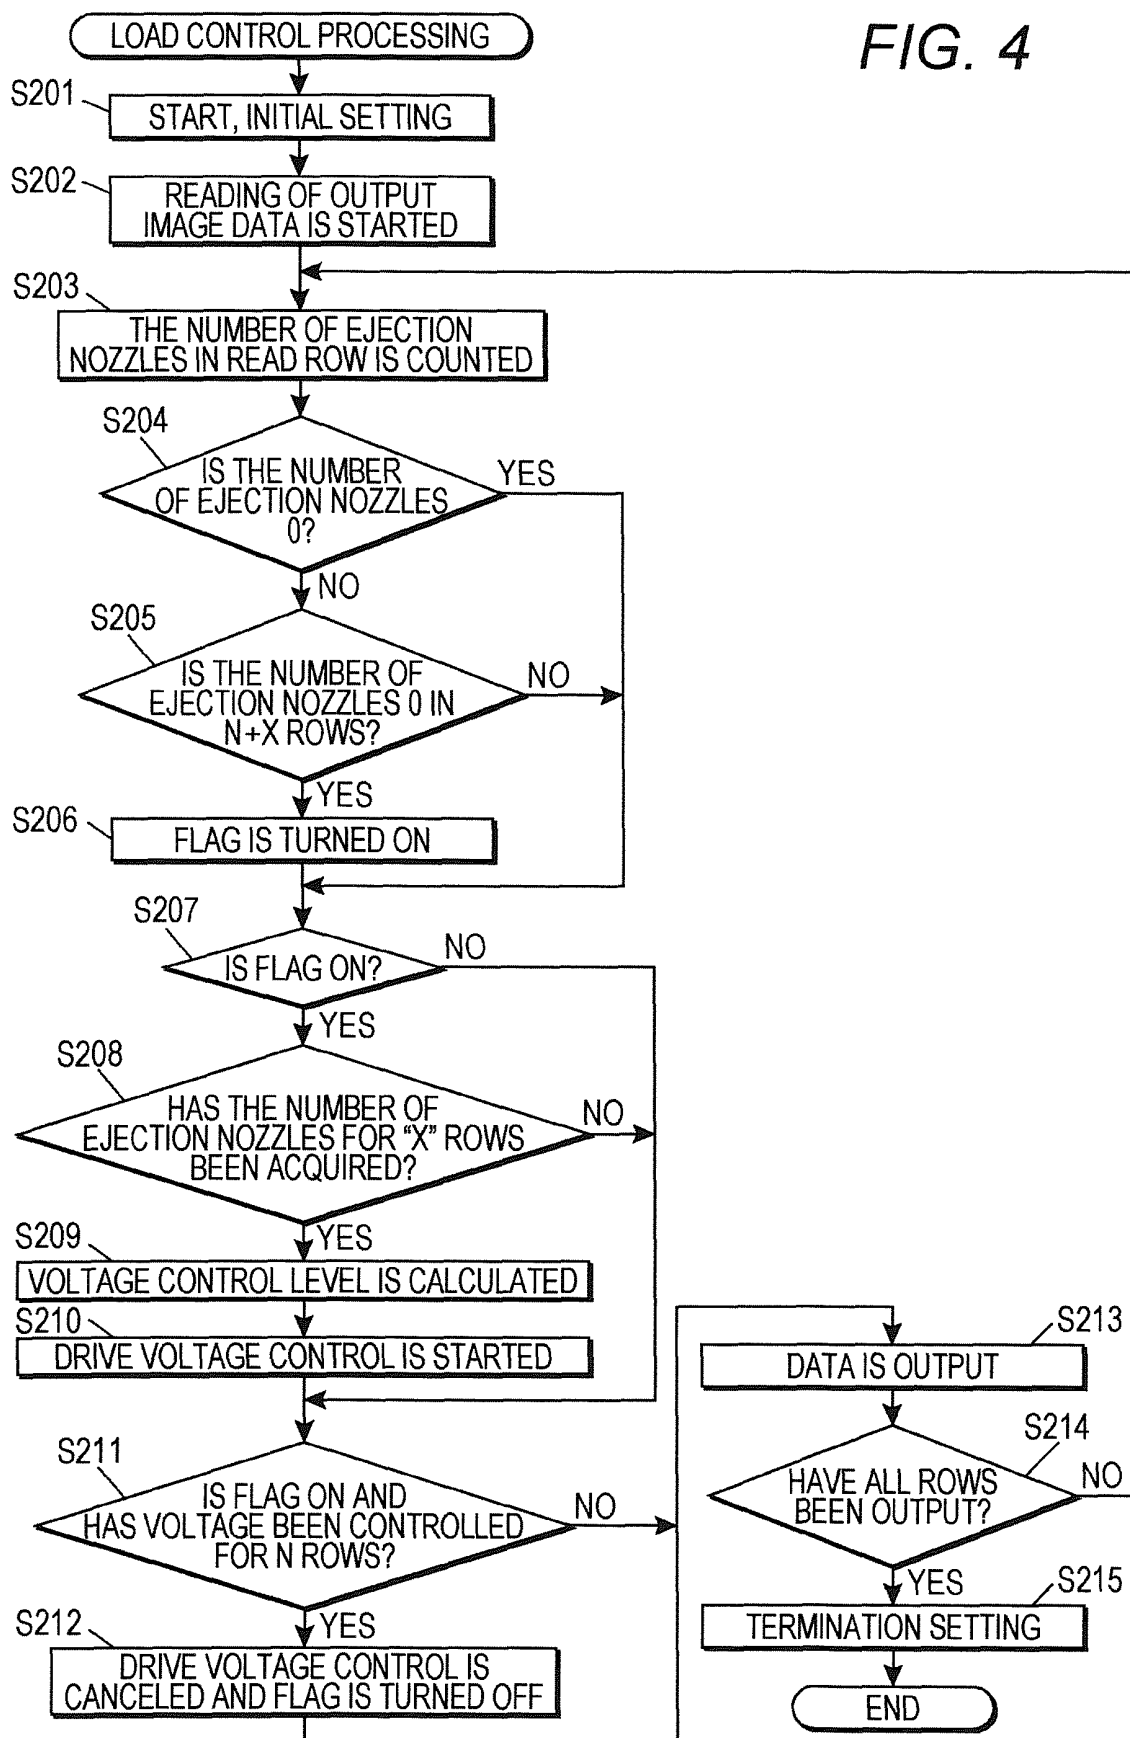 FIG. 4
LOAD CONTROL PROCESSING
S201
START, INITIAL SETTING
S202
READING OF OUTPUT
IMAGE DATA IS STARTED
S203
THE NUMBER OF EJECTION
NOZZLES IN READ ROW IS COUNTED
S204
IS THE NUMBER
OF EJECTION NOZZLES
0?
YES
NO
S205
IS THE NUMBER OF
EJECTION NOZZLES 0 IN
N+X ROWS?
NO
YES
S206
FLAG IS TURNED ON
S207
IS FLAG ON?
NO
YES
S208
HAS THE NUMBER OF
EJECTION NOZZLES FOR “X” ROWS
BEEN ACQUIRED?
NO
YES
S209
VOLTAGE CONTROL LEVEL IS CALCULATED
S210
DRIVE VOLTAGE CONTROL IS STARTED
S211
IS FLAG ON AND
HAS VOLTAGE BEEN CONTROLLED
FOR N ROWS?
NO
YES
S212
DRIVE VOLTAGE CONTROL IS
CANCELED AND FLAG IS TURNED OFF
S213
DATA IS OUTPUT
S214
HAVE ALL ROWS
BEEN OUTPUT?
NO
YES
S215
TERMINATION SETTING
END